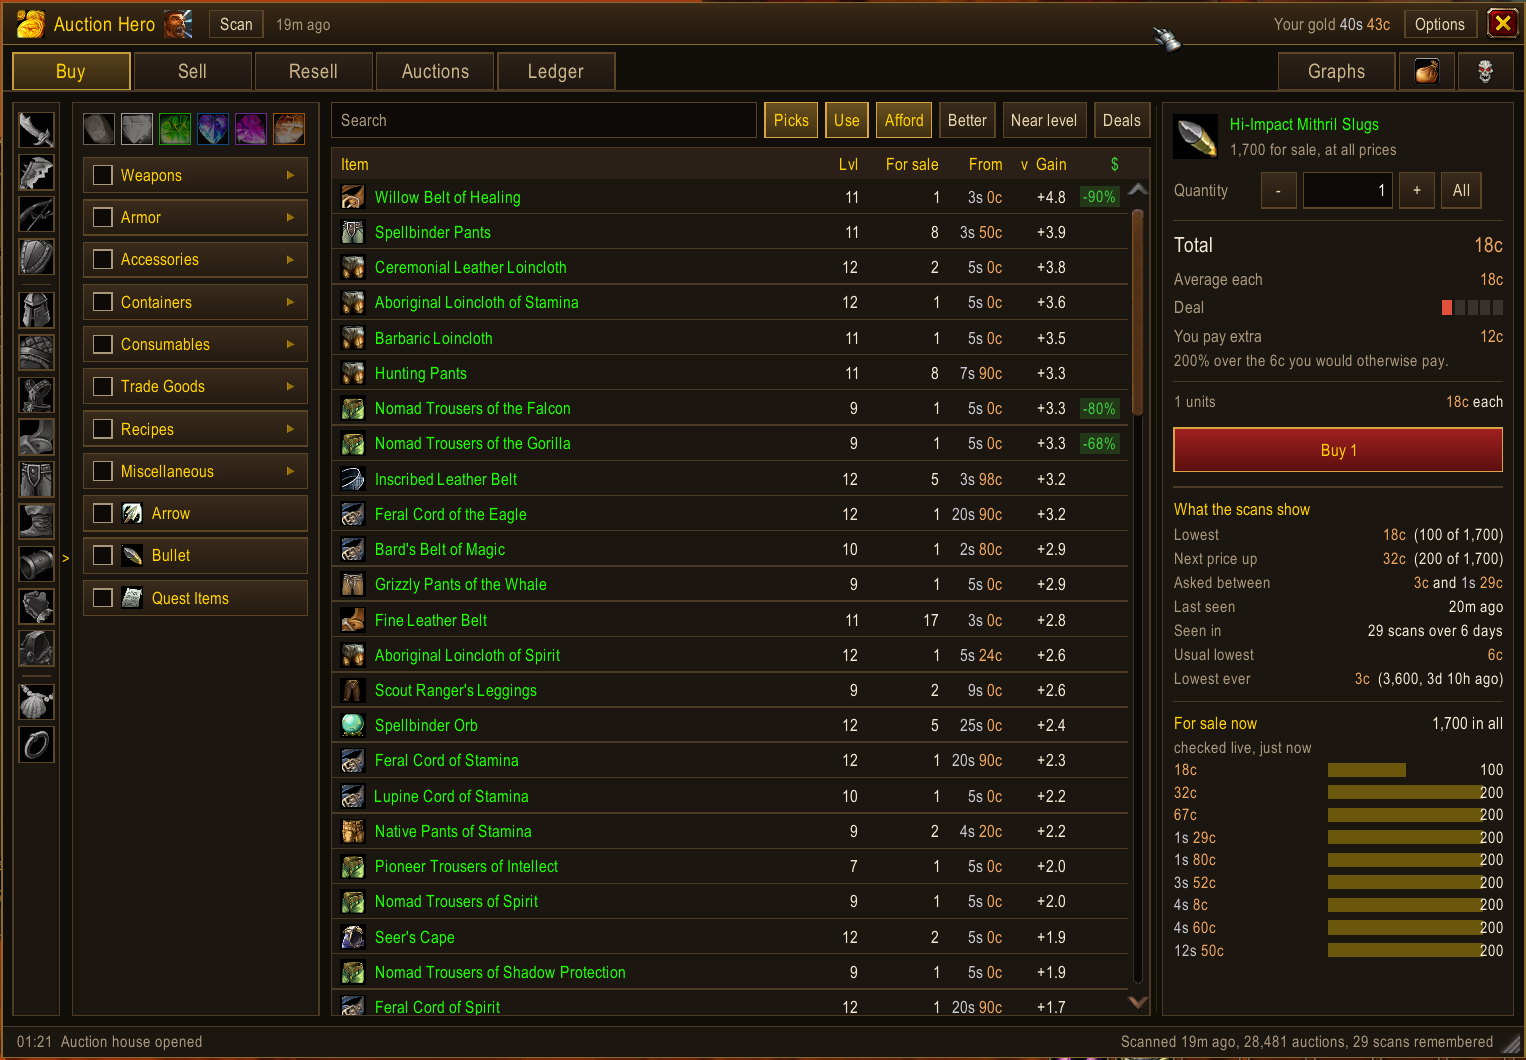 Auction Hero
Scan
19m ago
Your gold 40s 43c
Options
Buy
Sell
Resell
Auctions
Ledger
Graphs
Weapons
Armor
Accessories
Containers
Consumables
Trade Goods
Recipes
Miscellaneous
Arrow
> Bullet
Quest Items
Search
Picks
Use
Afford
Better
Near level
Deals
Item Lvl For sale From v Gain $
Willow Belt of Healing 11 1 3s 0c +4.8 -90%
Spellbinder Pants 11 8 3s 50c +3.9
Ceremonial Leather Loincloth 12 2 5s 0c +3.8
Aboriginal Loincloth of Stamina 12 1 5s 0c +3.6
Barbaric Loincloth 11 1 5s 0c +3.5
Hunting Pants 11 8 7s 90c +3.3
Nomad Trousers of the Falcon 9 1 5s 0c +3.3 -80%
Nomad Trousers of the Gorilla 9 1 5s 0c +3.3 -68%
Inscribed Leather Belt 12 5 3s 98c +3.2
Feral Cord of the Eagle 12 1 20s 90c +3.2
Bard's Belt of Magic 10 1 2s 80c +2.9
Grizzly Pants of the Whale 9 1 5s 0c +2.9
Fine Leather Belt 11 17 3s 0c +2.8
Aboriginal Loincloth of Spirit 12 1 5s 24c +2.6
Scout Ranger's Leggings 9 2 9s 0c +2.6
Spellbinder Orb 12 5 25s 0c +2.4
Feral Cord of Stamina 12 1 20s 90c +2.3
Lupine Cord of Stamina 10 1 5s 0c +2.2
Native Pants of Stamina 9 2 4s 20c +2.2
Pioneer Trousers of Intellect 7 1 5s 0c +2.0
Nomad Trousers of Spirit 9 1 5s 0c +2.0
Seer's Cape 12 2 5s 0c +1.9
Nomad Trousers of Shadow Protection 9 1 5s 0c +1.9
Feral Cord of Spirit 12 1 20s 90c +1.7
Hi-Impact Mithril Slugs
1,700 for sale, at all prices
Quantity - 1 + All
Total 18c
Average each 18c
Deal
You pay extra 12c
200% over the 6c you would otherwise pay.
1 units 18c each
Buy 1
What the scans show
Lowest 18c (100 of 1,700)
Next price up 32c (200 of 1,700)
Asked between 3c and 1s 29c
Last seen 20m ago
Seen in 29 scans over 6 days
Usual lowest 6c
Lowest ever 3c (3,600, 3d 10h ago)
For sale now 1,700 in all
checked live, just now
18c 100
32c 200
67c 200
1s 29c 200
1s 80c 200
3s 52c 200
4s 8c 200
4s 60c 200
12s 50c 200
01:21 Auction house opened
Scanned 19m ago, 28,481 auctions, 29 scans remembered